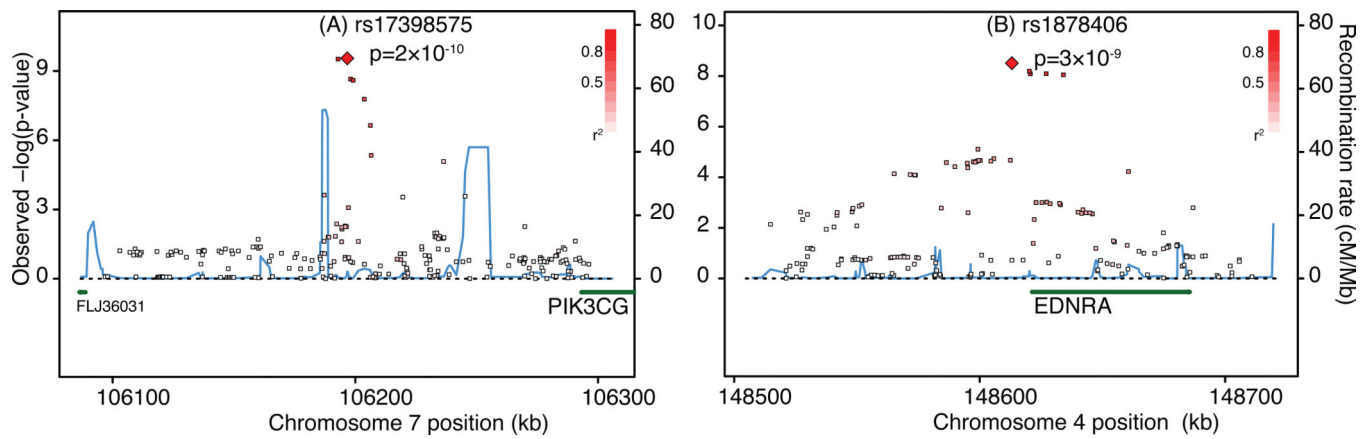 (A) rs17398575
p=2×10⁻¹⁰
Observed –log(p-value)
9
6
3
0
80
60
40
20
0
0.8
0.5
r²
FLJ36031
PIK3CG
106100
106200
106300
Chromosome 7 position (kb)
(B) rs1878406
p=3×10⁻⁹
10
8
6
4
2
0
80
60
40
20
0
Recombination rate (cM/Mb)
0.8
0.5
r²
EDNRA
148500
148600
148700
Chromosome 4 position (kb)